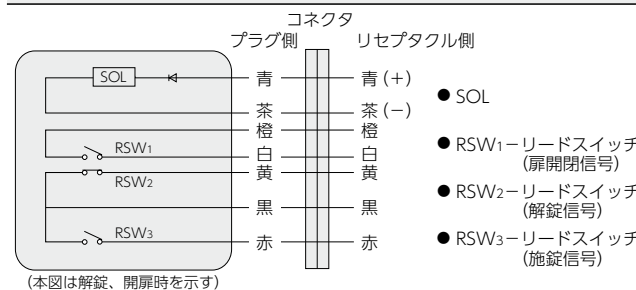 コネクタ
プラグ側 リセプタクル側
SOL 青 青(+)
茶 茶(−)
橙 橙
RSW1 白 白
RSW2 黄 黄
黒 黒
RSW3 赤 赤
(本図は解錠、開扉時を示す)
● SOL
● RSW1−リードスイッチ
(扉開閉信号)
● RSW2−リードスイッチ
(解錠信号)
● RSW3−リードスイッチ
(施錠信号)